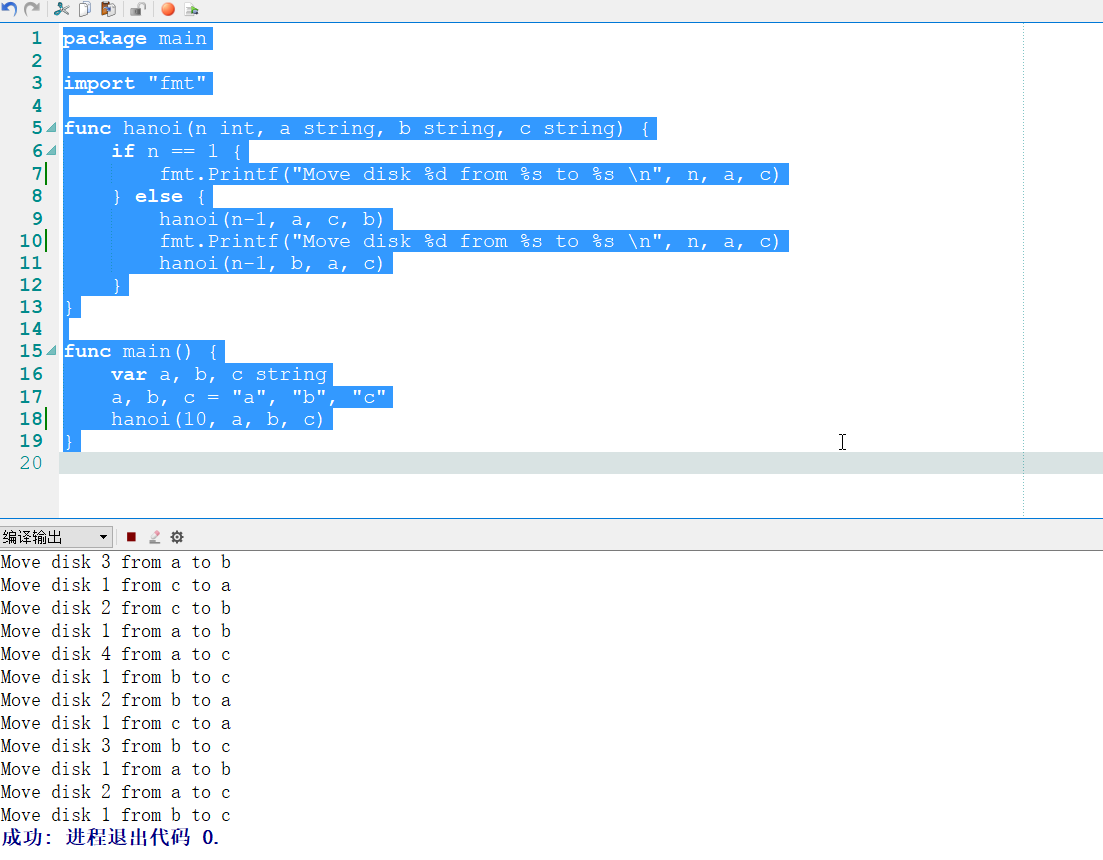 1 package main
2
3 import "fmt"
4
5 func hanoi(n int, a string, b string, c string) {
6 if n == 1 {
7 fmt.Printf("Move disk %d from %s to %s \n", n, a, c)
8 } else {
9 hanoi(n-1, a, c, b)
10 fmt.Printf("Move disk %d from %s to %s \n", n, a, c)
11 hanoi(n-1, b, a, c)
12 }
13 }
14
15 func main() {
16 var a, b, c string
17 a, b, c = "a", "b", "c"
18 hanoi(10, a, b, c)
19 }
20
编译输出
Move disk 3 from a to b
Move disk 1 from c to a
Move disk 2 from c to b
Move disk 1 from a to b
Move disk 4 from a to c
Move disk 1 from b to c
Move disk 2 from b to a
Move disk 1 from c to a
Move disk 3 from b to c
Move disk 1 from a to b
Move disk 2 from a to c
Move disk 1 from b to c
成功: 进程退出代码 0.